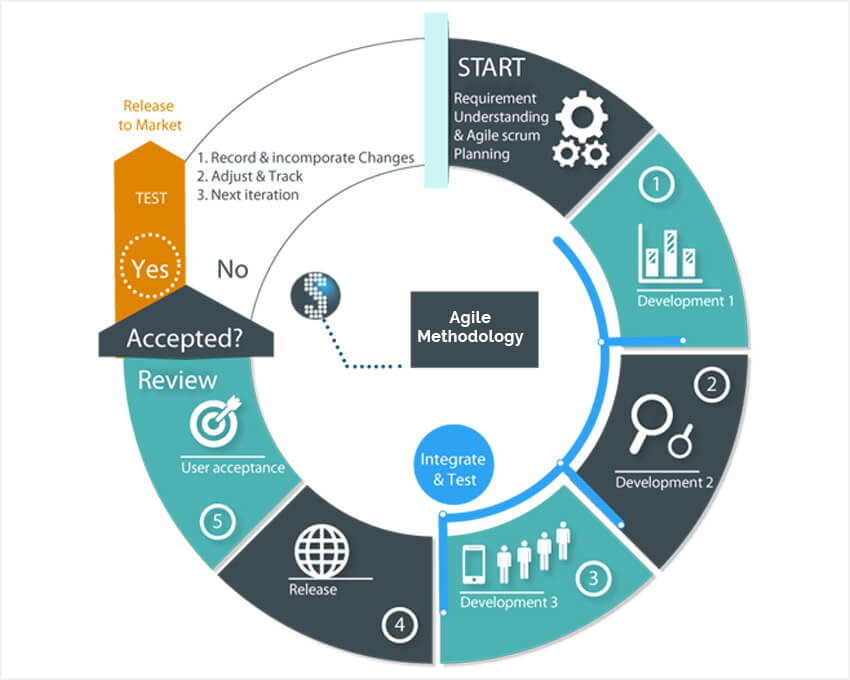 START
Requirement
Understanding
& Agile scrum
Planning
1
Development 1
2
Development 2
3
Development 3
4
Release
5
User acceptance
Review
Accepted?
Yes
TEST
Release
to Market
No
1. Record & incomporate Changes
2. Adjust & Track
3. Next iteration
Agile
Methodology
Integrate
& Test
S